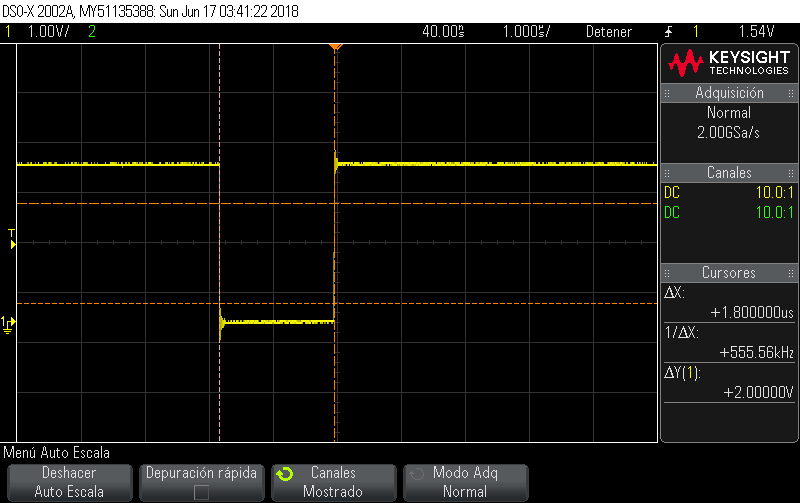 DSO-X 2002A, MY51135388: Sun Jun 17 03:41:22 2018
1 1.00V/ 2 40.00% 1.000%/ Detener 1 1.54V
KEYSIGHT
TECHNOLOGIES
Adquisición
Normal
2.00GSa/s
Canales
DC 10.0:1
DC 10.0:1
Cursores
ΔX:
+1.800000us
1/ΔX:
+555.56kHz
ΔY(1):
+2.00000V
T
1
Menú Auto Escala
Deshacer
Auto Escala
Depuración rápida
Canales
Mostrado
Modo Adq
Normal